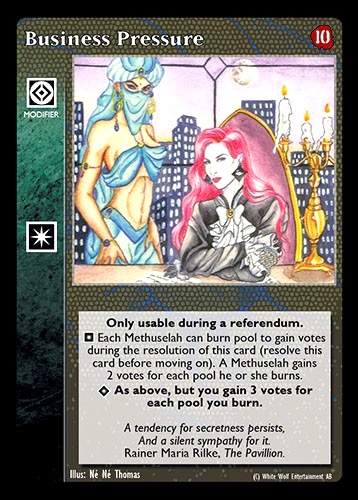 Business Pressure
10
MODIFIER
Only usable during a referendum.
Each Methuselah can burn pool to gain votes
during the resolution of this card (resolve this
card before moving on). A Methuselah gains
2 votes for each pool he or she burns.
As above, but you gain 3 votes for
each pool you burn.
A tendency for secretness persists,
And a silent sympathy for it.
Rainer Maria Rilke, The Pavillion.
Illus: Né Né Thomas
(C) White Wolf Entertainment AB